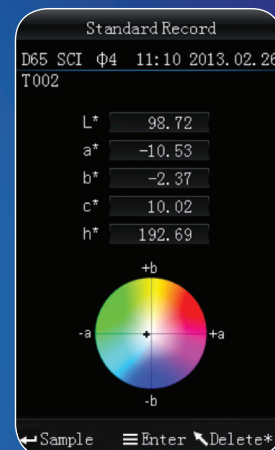 Standard Record
D65 SCI Φ4 11:10 2013.02.26
T002
L* 98.72
a* -10.53
b* -2.37
c* 10.02
h* 192.69
+b
-a +a
-b
Sample Enter Delete*